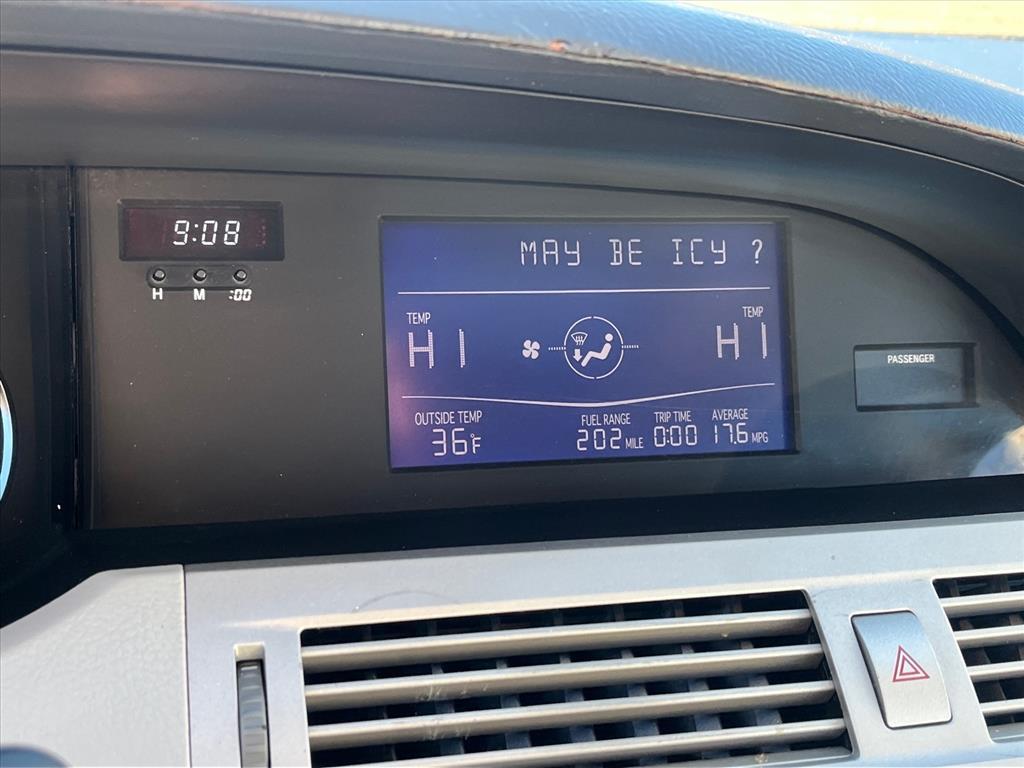 9:08
H M :00
MAY BE ICY ?
TEMP TEMP
HI HI
PASSENGER
OUTSIDE TEMP FUEL RANGE TRIP TIME AVERAGE
36°F 202 MILE 0:00 17.6 MPG